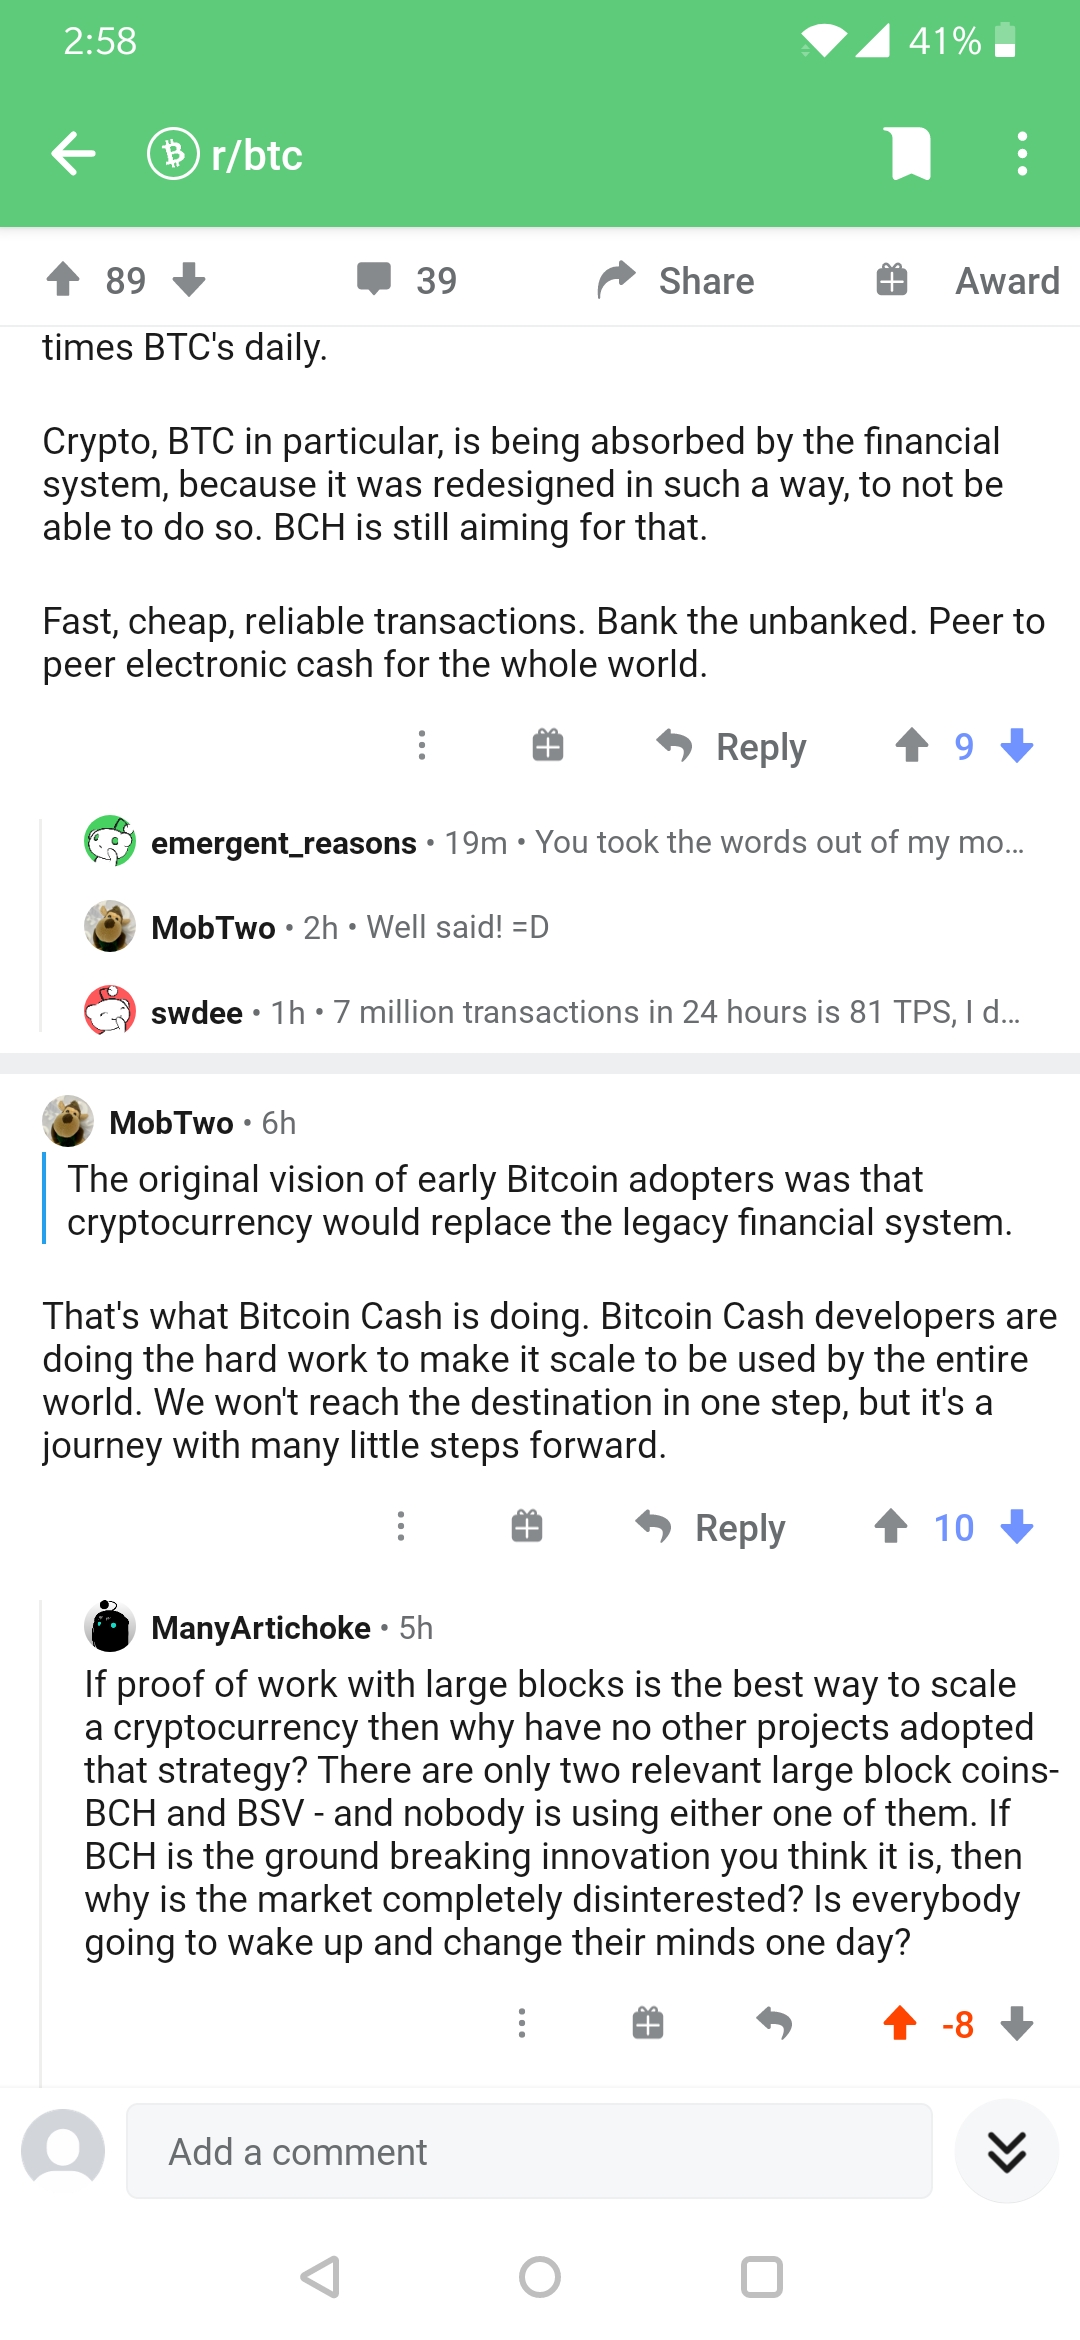 2:58
41%
r/btc
89
39
Share
Award
times BTC's daily.
Crypto, BTC in particular, is being absorbed by the financial
system, because it was redesigned in such a way, to not be
able to do so. BCH is still aiming for that.
Fast, cheap, reliable transactions. Bank the unbanked. Peer to
peer electronic cash for the whole world.
Reply
9
emergent_reasons • 19m • You took the words out of my mo...
MobTwo • 2h • Well said! =D
swdee • 1h • 7 million transactions in 24 hours is 81 TPS, I d...
MobTwo • 6h
The original vision of early Bitcoin adopters was that
cryptocurrency would replace the legacy financial system.
That's what Bitcoin Cash is doing. Bitcoin Cash developers are
doing the hard work to make it scale to be used by the entire
world. We won't reach the destination in one step, but it's a
journey with many little steps forward.
Reply
10
ManyArtichoke • 5h
If proof of work with large blocks is the best way to scale
a cryptocurrency then why have no other projects adopted
that strategy? There are only two relevant large block coins-
BCH and BSV - and nobody is using either one of them. If
BCH is the ground breaking innovation you think it is, then
why is the market completely disinterested? Is everybody
going to wake up and change their minds one day?
-8
Add a comment